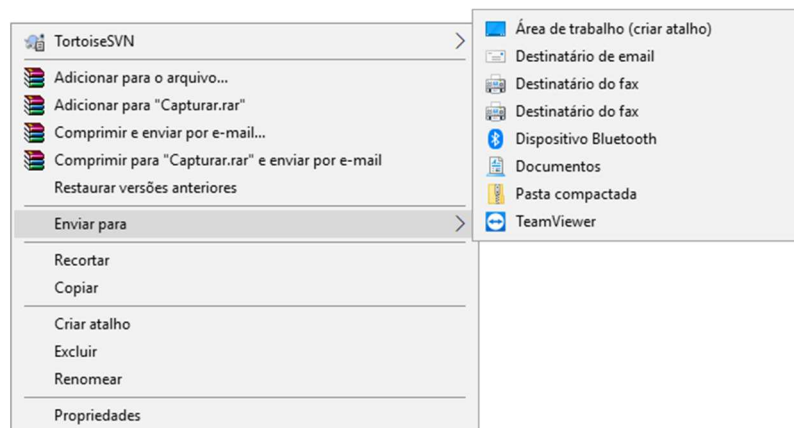 TortoiseSVN
Adicionar para o arquivo...
Adicionar para "Capturar.rar"
Comprimir e enviar por e-mail...
Comprimir para "Capturar.rar" e enviar por e-mail
Restaurar versões anteriores
Enviar para
Recortar
Copiar
Criar atalho
Excluir
Renomear
Propriedades
Área de trabalho (criar atalho)
Destinatário de email
Destinatário do fax
Destinatário do fax
Dispositivo Bluetooth
Documentos
Pasta compactada
TeamViewer